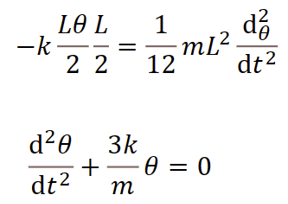 −k (Lθ/2) (L/2) = (1/12) mL² d²θ/dt²
d²θ/dt² + (3k/m) θ = 0